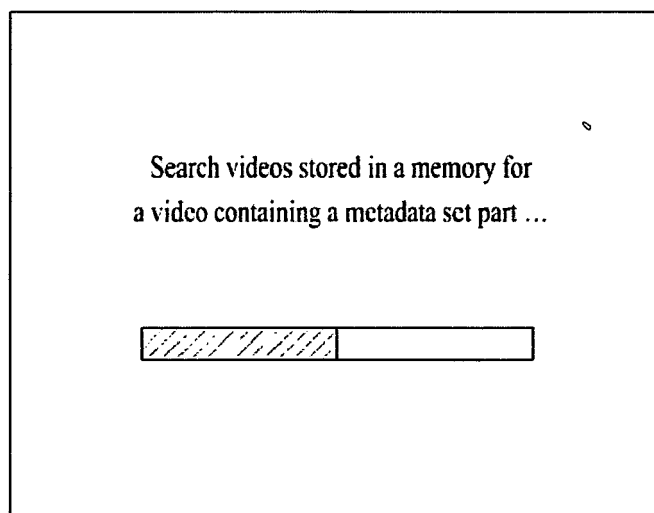 Search videos stored in a memory for
a video containing a metadata set part ...